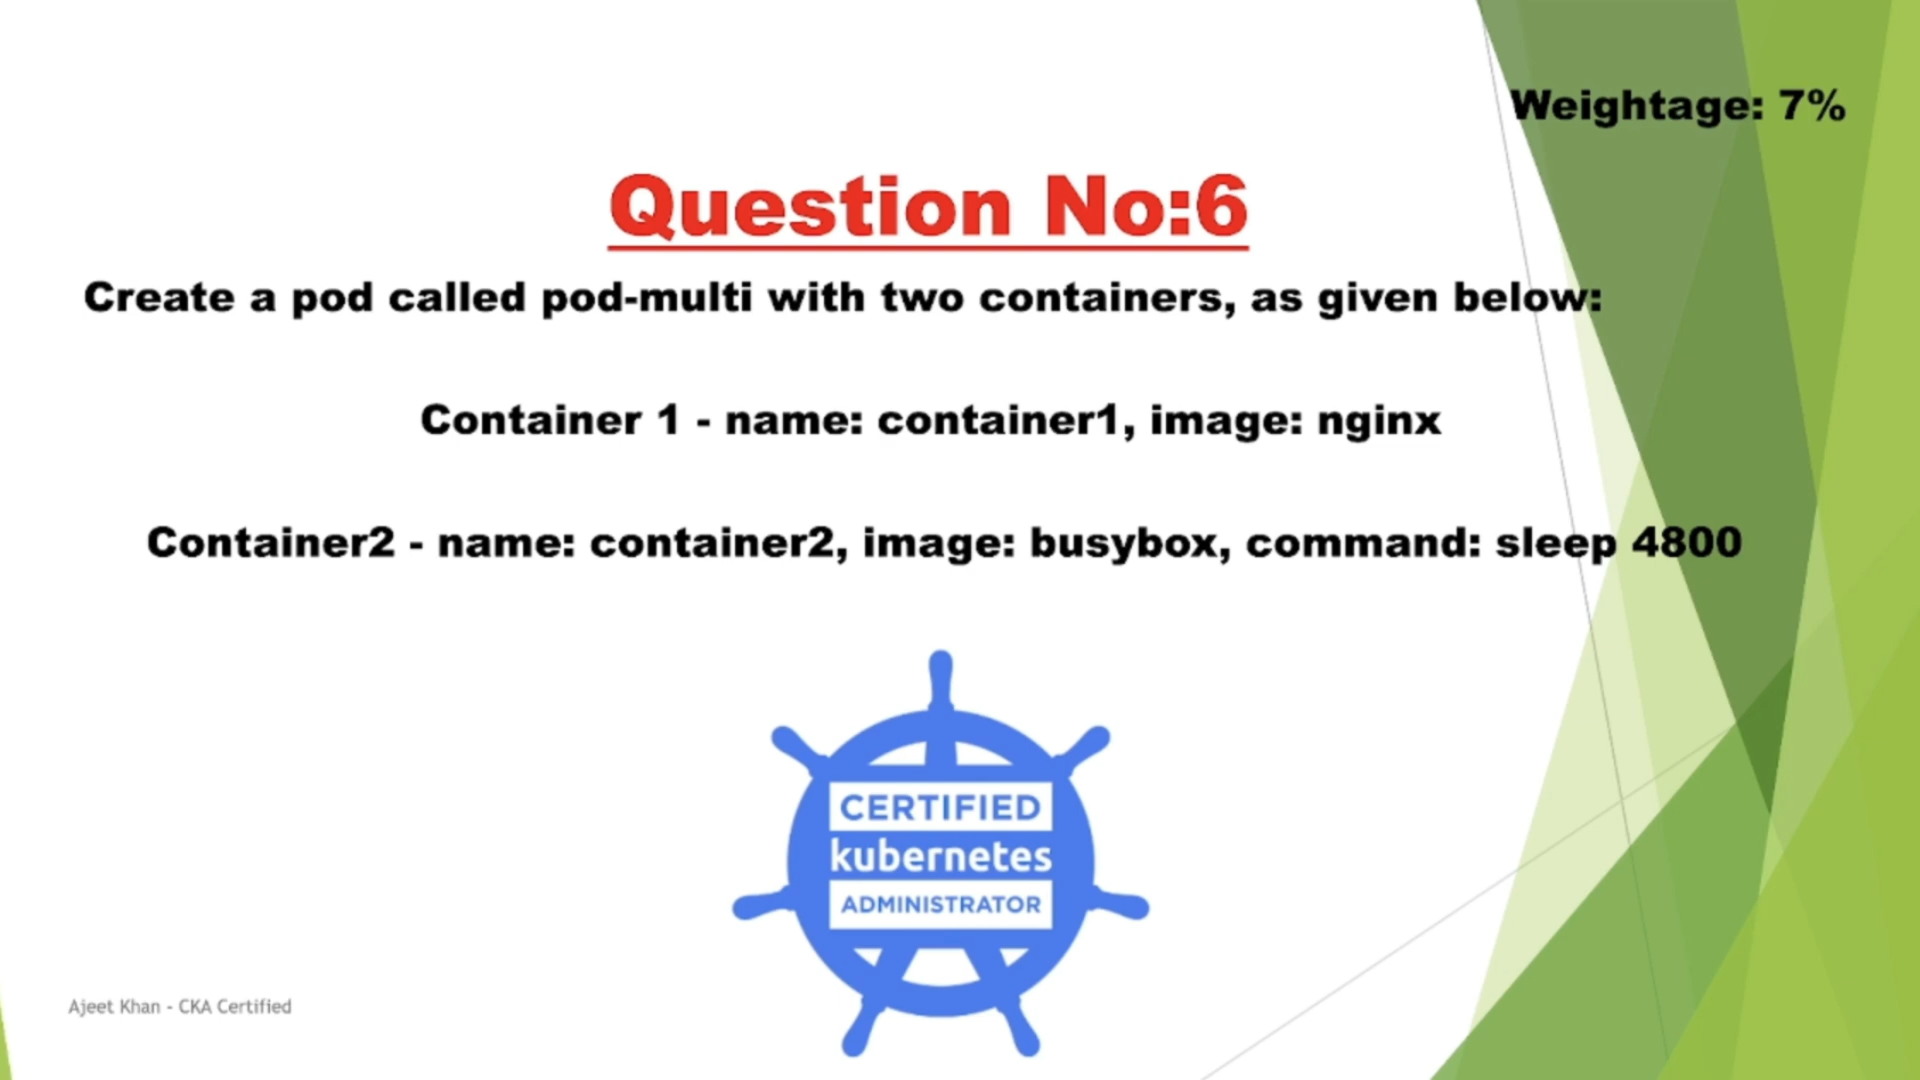 Weightage: 7%
Question No:6
Create a pod called pod-multi with two containers, as given below:
Container 1 - name: container1, image: nginx
Container2 - name: container2, image: busybox, command: sleep 4800
CERTIFIED
kubernetes
ADMINISTRATOR
Ajeet Khan - CKA Certified